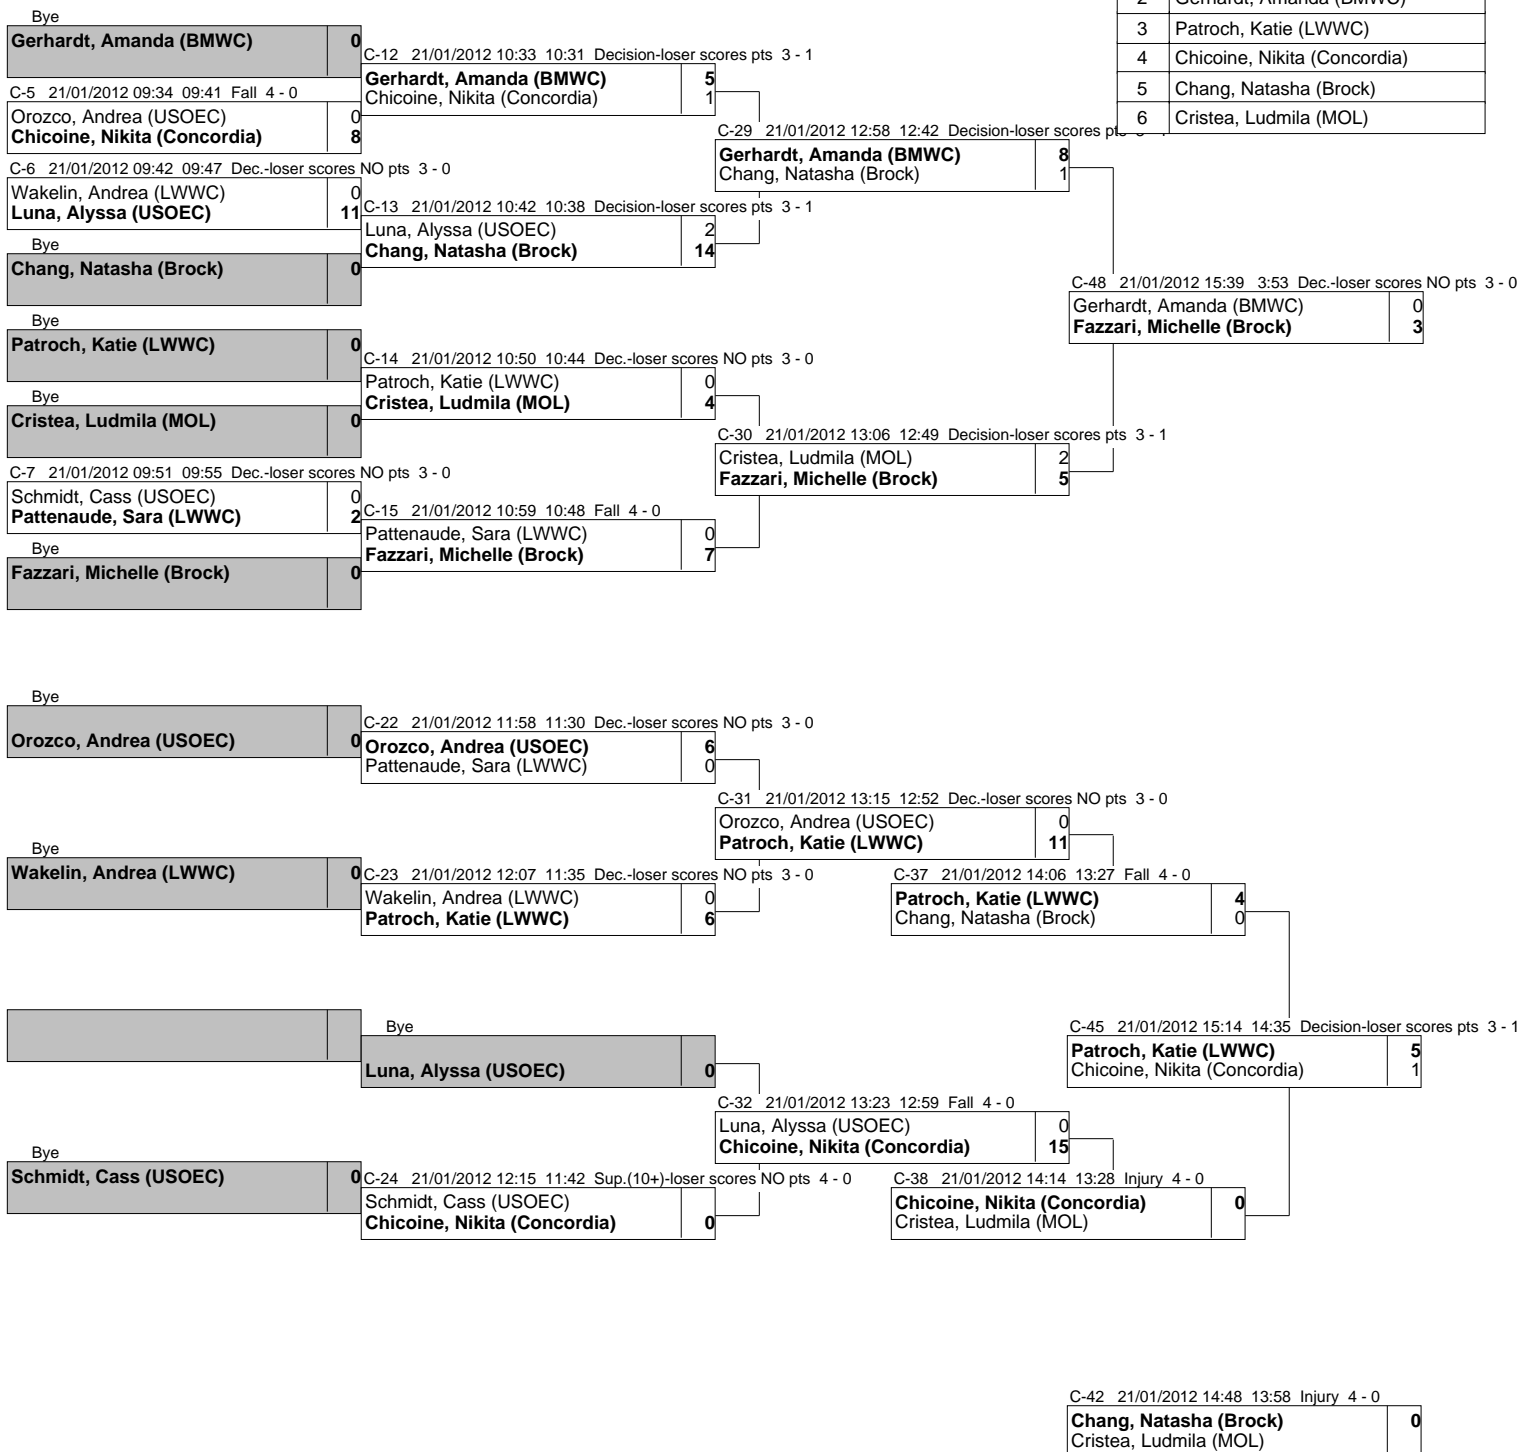 2 Gerhardt, Amanda (BMWC)
3 Patroch, Katie (LWWC)
4 Chicoine, Nikita (Concordia)
5 Chang, Natasha (Brock)
6 Cristea, Ludmila (MOL)
Bye
Gerhardt, Amanda (BMWC) 0
C-5 21/01/2012 09:34 09:41 Fall 4 - 0
Orozco, Andrea (USOEC) 0
Chicoine, Nikita (Concordia) 8
C-6 21/01/2012 09:42 09:47 Dec.-loser scores NO pts 3 - 0
Wakelin, Andrea (LWWC) 0
Luna, Alyssa (USOEC) 11
Bye
Chang, Natasha (Brock) 0
Bye
Patroch, Katie (LWWC) 0
Bye
Cristea, Ludmila (MOL) 0
C-7 21/01/2012 09:51 09:55 Dec.-loser scores NO pts 3 - 0
Schmidt, Cass (USOEC) 0
Pattenaude, Sara (LWWC) 2
Bye
Fazzari, Michelle (Brock) 0
C-12 21/01/2012 10:33 10:31 Decision-loser scores pts 3 - 1
Gerhardt, Amanda (BMWC) 5
Chicoine, Nikita (Concordia) 1
C-13 21/01/2012 10:42 10:38 Decision-loser scores pts 3 - 1
Luna, Alyssa (USOEC) 2
Chang, Natasha (Brock) 14
C-14 21/01/2012 10:50 10:44 Dec.-loser scores NO pts 3 - 0
Patroch, Katie (LWWC) 0
Cristea, Ludmila (MOL) 4
C-15 21/01/2012 10:59 10:48 Fall 4 - 0
Pattenaude, Sara (LWWC) 0
Fazzari, Michelle (Brock) 7
C-29 21/01/2012 12:58 12:42 Decision-loser scores
Gerhardt, Amanda (BMWC) 8
Chang, Natasha (Brock) 1
C-30 21/01/2012 13:06 12:49 Decision-loser scores pts 3 - 1
Cristea, Ludmila (MOL) 2
Fazzari, Michelle (Brock) 5
C-48 21/01/2012 15:39 3:53 Dec.-loser scores NO pts 3 - 0
Gerhardt, Amanda (BMWC) 0
Fazzari, Michelle (Brock) 3
Bye
Orozco, Andrea (USOEC) 0
Bye
Wakelin, Andrea (LWWC) 0
Bye
Schmidt, Cass (USOEC) 0
C-22 21/01/2012 11:58 11:30 Dec.-loser scores NO pts 3 - 0
Orozco, Andrea (USOEC) 6
Pattenaude, Sara (LWWC) 0
C-23 21/01/2012 12:07 11:35 Dec.-loser scores NO pts 3 - 0
Wakelin, Andrea (LWWC) 0
Patroch, Katie (LWWC) 6
Bye
Luna, Alyssa (USOEC) 0
C-24 21/01/2012 12:15 11:42 Sup.(10+)-loser scores NO pts 4 - 0
Schmidt, Cass (USOEC)
Chicoine, Nikita (Concordia) 0
C-31 21/01/2012 13:15 12:52 Dec.-loser scores NO pts 3 - 0
Orozco, Andrea (USOEC) 0
Patroch, Katie (LWWC) 11
C-32 21/01/2012 13:23 12:59 Fall 4 - 0
Luna, Alyssa (USOEC) 0
Chicoine, Nikita (Concordia) 15
C-37 21/01/2012 14:06 13:27 Fall 4 - 0
Patroch, Katie (LWWC) 4
Chang, Natasha (Brock) 0
C-38 21/01/2012 14:14 13:28 Injury 4 - 0
Chicoine, Nikita (Concordia) 0
Cristea, Ludmila (MOL)
C-45 21/01/2012 15:14 14:35 Decision-loser scores pts 3 - 1
Patroch, Katie (LWWC) 5
Chicoine, Nikita (Concordia) 1
C-42 21/01/2012 14:48 13:58 Injury 4 - 0
Chang, Natasha (Brock) 0
Cristea, Ludmila (MOL)